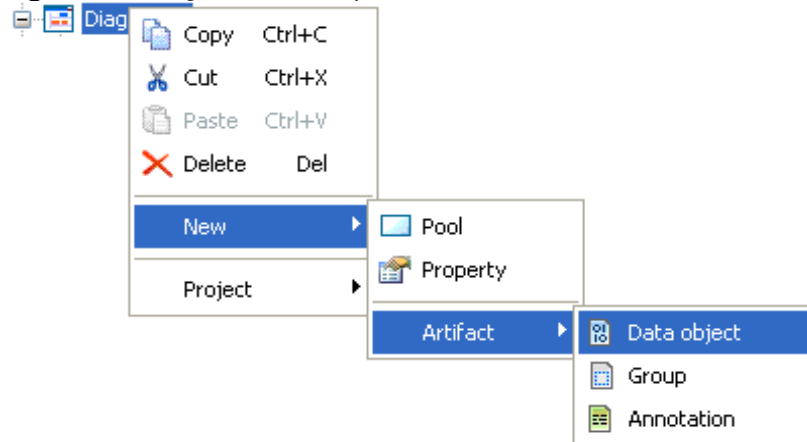 Diag
Copy Ctrl+C
Cut Ctrl+X
Paste Ctrl+V
Delete Del
New
Pool
Property
Project
Artifact
Data object
Group
Annotation